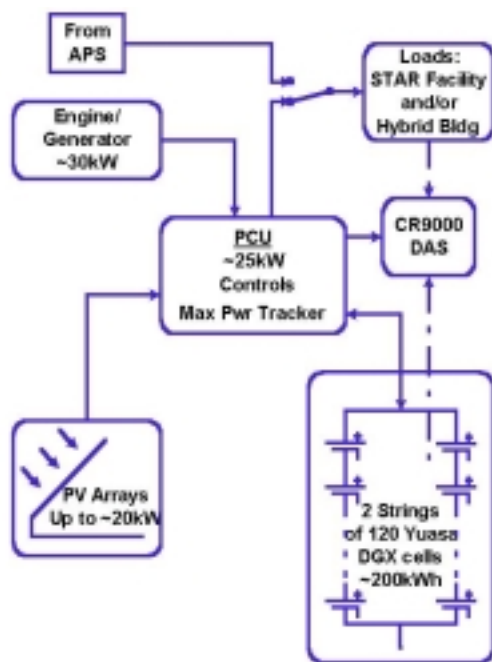 From
APS
Loads:
STAR Facility
and/or
Hybrid Bldg
Engine/
Generator
~30kW
PCU
~25kW
Controls
Max Pwr Tracker
CR9000
DAS
PV Arrays
Up to ~20kW
2 Strings
of 120 Yuasa
DGX cells
~200kWh